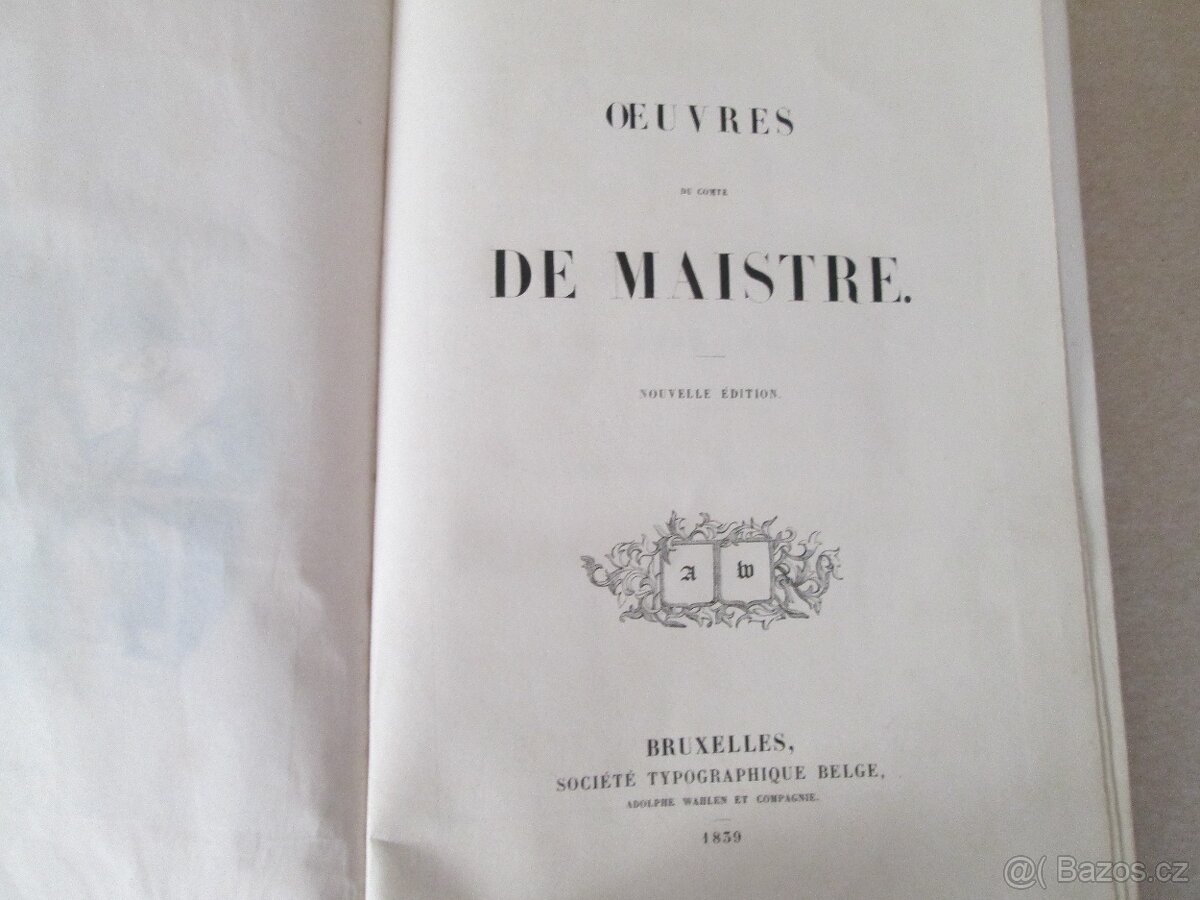 ŒUVRES
DU COMTE
DE MAISTRE.
NOUVELLE ÉDITION.
A W
BRUXELLES,
SOCIÉTÉ TYPOGRAPHIQUE BELGE,
ADOLPHE WAHLEN ET COMPAGNIE.
1839
@( Bazos.cz